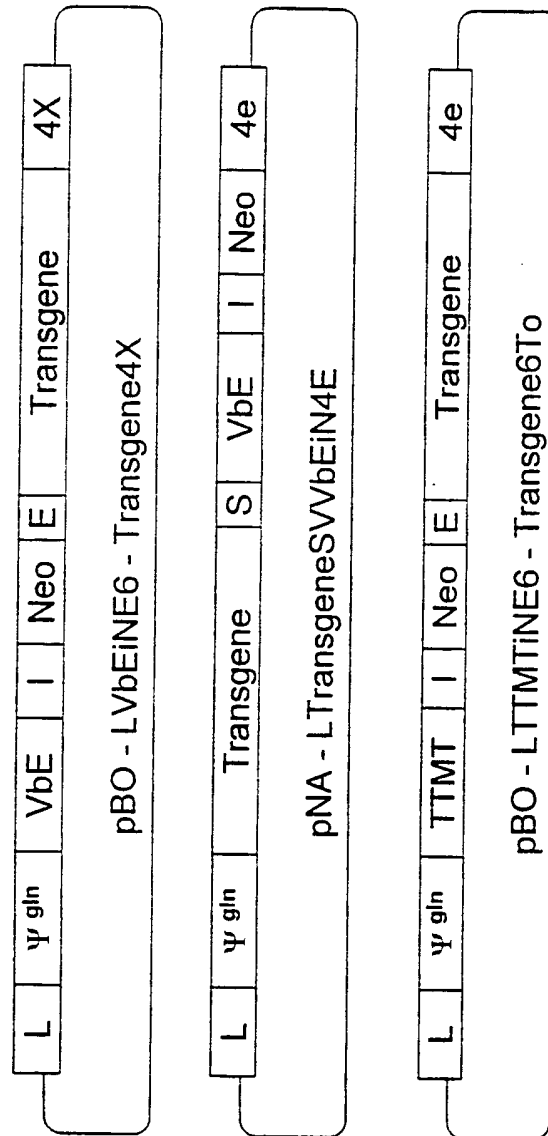 L Ψ gln VbE I Neo E Transgene 4X
pBO - LVbEiNE6 - Transgene4X
L Ψ gln Transgene S VbE I Neo 4e
pNA - LTransgeneSVVbEiN4E
L Ψ gln TTMT I Neo E Transgene 4e
pBO - LTTMTiNE6 - Transgene6To